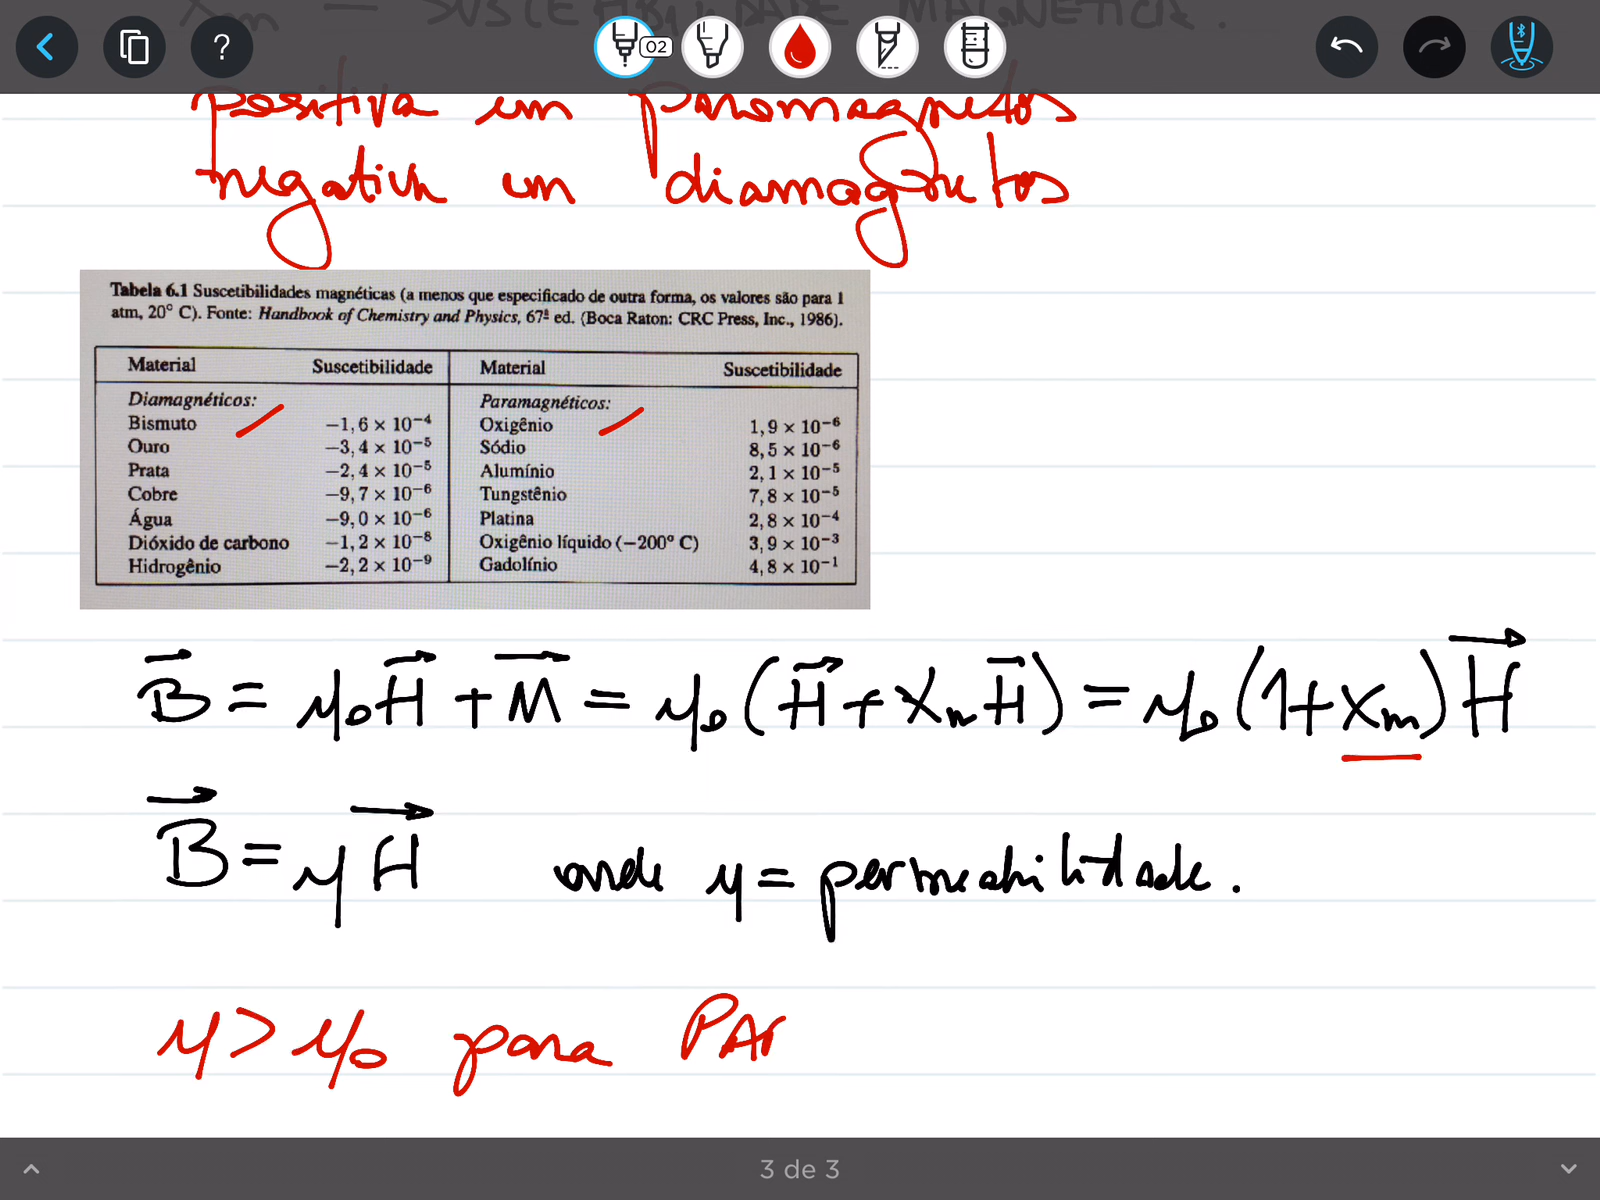 Xm = SUSCETIBILIDADE MAGNÉTICA.
?
02
positiva em paramagnetos
negativa em diamagnetos
Tabela 6.1 Suscetibilidades magnéticas (a menos que especificado de outra forma, os valores são para 1
atm, 20° C). Fonte: Handbook of Chemistry and Physics, 67ª ed. (Boca Raton: CRC Press, Inc., 1986).
Material Suscetibilidade Material Suscetibilidade
Diamagnéticos: Paramagnéticos:
Bismuto −1,6 × 10⁻⁴ Oxigênio 1,9 × 10⁻⁶
Ouro −3,4 × 10⁻⁵ Sódio 8,5 × 10⁻⁶
Prata −2,4 × 10⁻⁵ Alumínio 2,1 × 10⁻⁵
Cobre −9,7 × 10⁻⁶ Tungstênio 7,8 × 10⁻⁵
Água −9,0 × 10⁻⁶ Platina 2,8 × 10⁻⁴
Dióxido de carbono −1,2 × 10⁻⁸ Oxigênio líquido (−200° C) 3,9 × 10⁻³
Hidrogênio −2,2 × 10⁻⁹ Gadolínio 4,8 × 10⁻¹
B⃗ = μ₀H⃗ + M⃗ = μ₀(H⃗ + Xm H⃗) = μ₀(1+Xm)H⃗
B⃗ = μH⃗ onde μ = permeabilidade.
μ > μ₀ para PAR
3 de 3